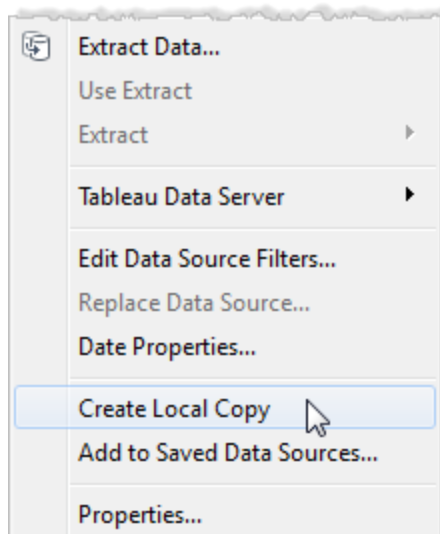 Extract Data...
Use Extract
Extract
Tableau Data Server
Edit Data Source Filters...
Replace Data Source...
Date Properties...
Create Local Copy
Add to Saved Data Sources...
Properties...